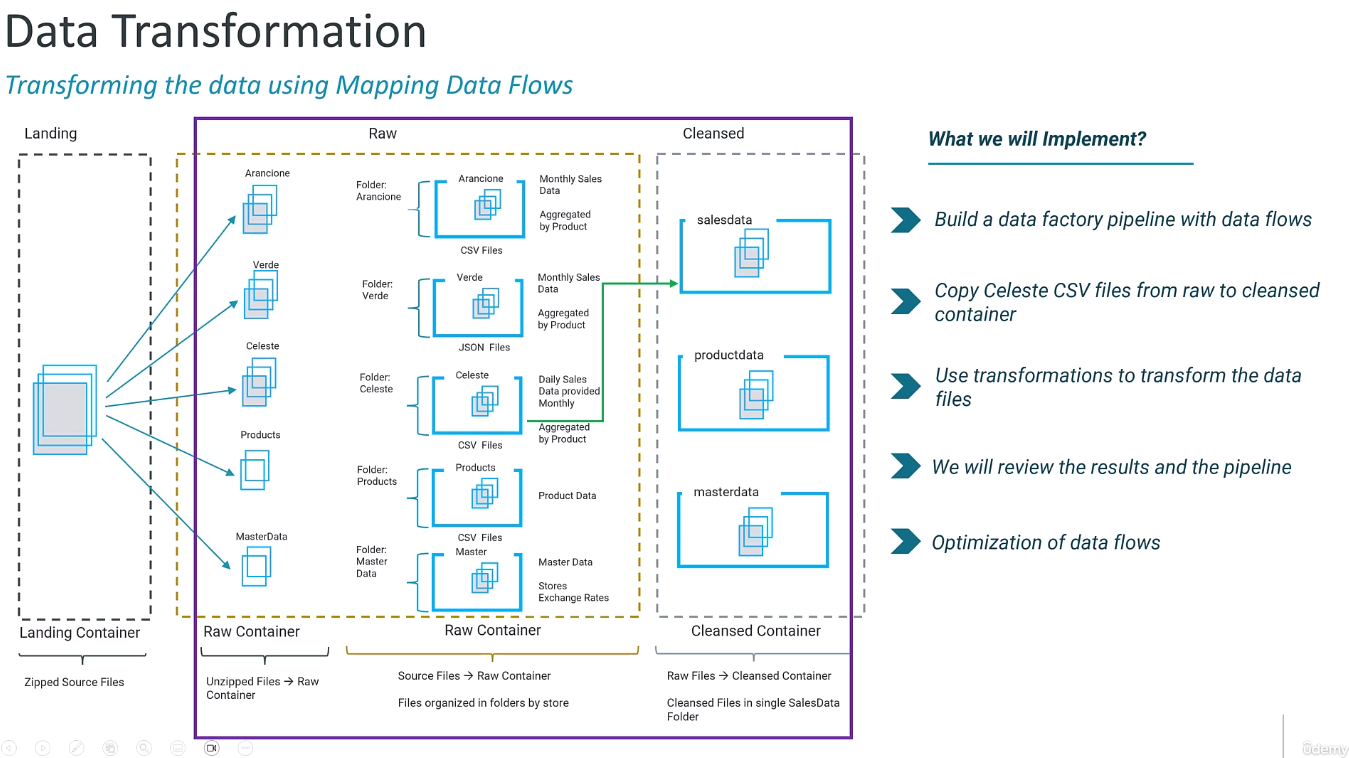 Data Transformation
Transforming the data using Mapping Data Flows
Landing
Raw
Cleansed
What we will Implement?
Arancione
Verde
Celeste
Products
MasterData
Folder:
Arancione
Arancione
CSV Files
Monthly Sales
Data
Aggregated
by Product
Folder:
Verde
Verde
JSON Files
Monthly Sales
Data
Aggregated
by Product
Folder:
Celeste
Celeste
CSV Files
Daily Sales
Data provided
Monthly
Aggregated
by Product
Folder:
Products
Products
CSV Files
Product Data
Folder:
Master
Data
Master
Master Data
Stores
Exchange Rates
salesdata
productdata
masterdata
Build a data factory pipeline with data flows
Copy Celeste CSV files from raw to cleansed
container
Use transformations to transform the data
files
We will review the results and the pipeline
Optimization of data flows
Landing Container
Raw Container
Raw Container
Cleansed Container
Zipped Source Files
Unzipped Files → Raw
Container
Source Files → Raw Container
Files organized in folders by store
Raw Files → Cleansed Container
Cleansed Files in single SalesData
Folder
ûdemy